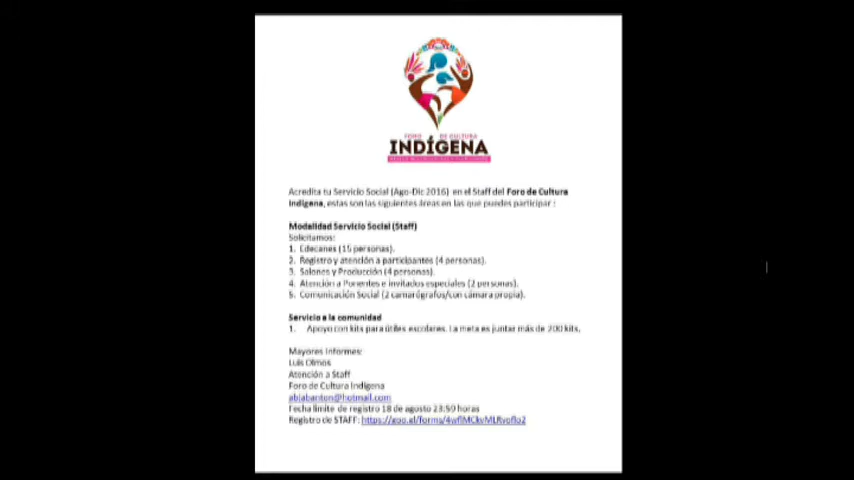 FORO DE CULTURA
INDÍGENA
Acredita tu Servicio Social (Ago-Dic 2016) en el Staff del Foro de Cultura
Indígena, estas son las siguientes áreas en las que puedes participar :
Modalidad Servicio Social (Staff)
Solicitamos:
1. Edecanes (15 personas).
2. Registro y atención a participantes (4 personas).
3. Salones y Producción (4 personas).
4. Atención a Ponentes e invitados especiales (2 personas).
5. Comunicación Social (2 camarógrafos/con cámara propia).
Servicio a la comunidad
1. Apoyo con kits para útiles escolares. La meta es juntar más de 200 kits.
Mayores Informes:
Luis Olmos
Atención a Staff
Foro de Cultura Indígena
ablabanton@hotmail.com
Fecha límite de registro 18 de agosto 23:59 horas
Registro de STAFF: